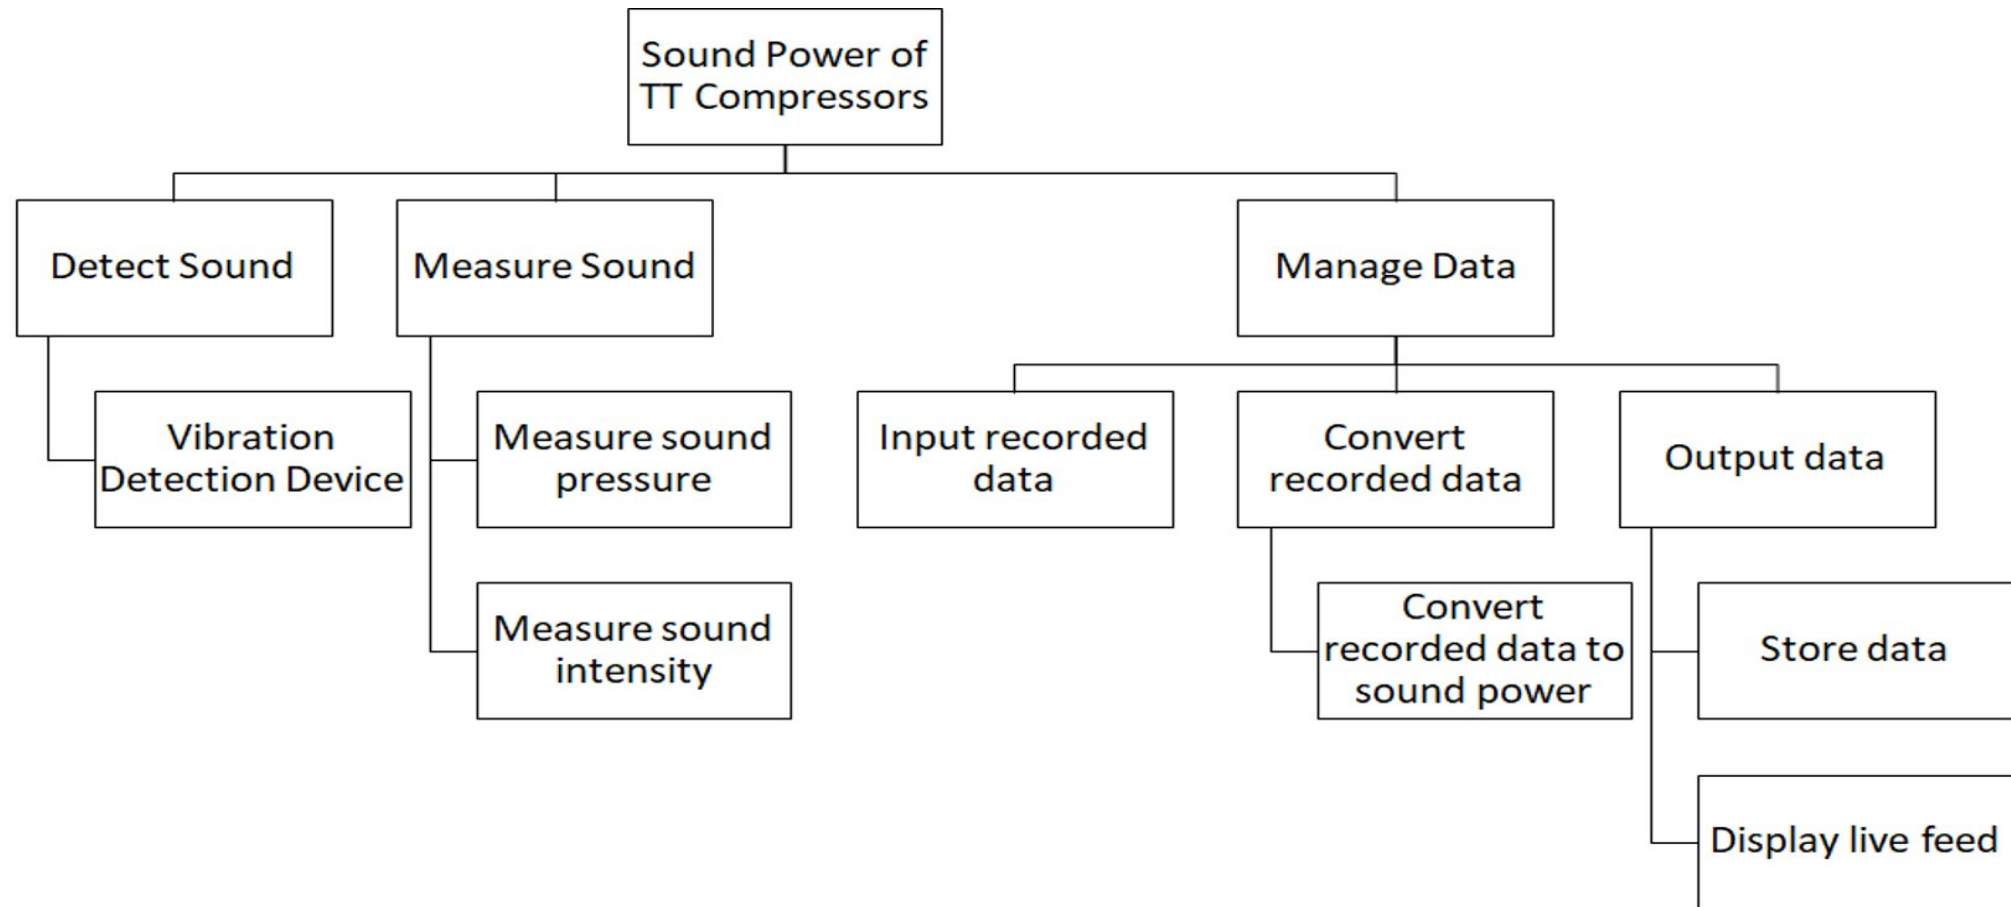 Sound Power of
TT Compressors
Detect Sound
Measure Sound
Manage Data
Vibration
Detection Device
Measure sound
pressure
Input recorded
data
Convert
recorded data
Output data
Measure sound
intensity
Convert
recorded data to
sound power
Store data
Display live feed